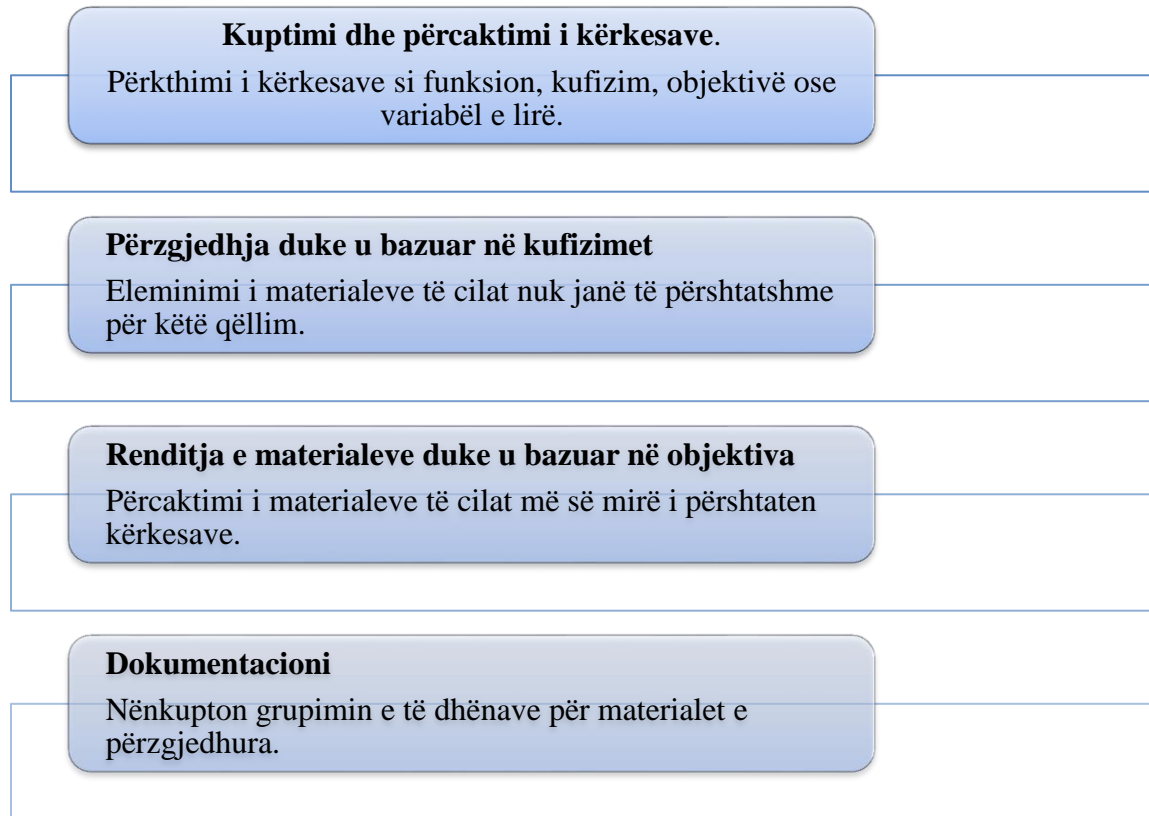 Kuptimi dhe përcaktimi i kërkesave.
Përkthimi i kërkesave si funksion, kufizim, objektivë ose
variabël e lirë.
Përzgjedhja duke u bazuar në kufizimet
Eleminimi i materialeve të cilat nuk janë të përshtatshme
për këtë qëllim.
Renditja e materialeve duke u bazuar në objektiva
Përcaktimi i materialeve të cilat më së mirë i përshtaten
kërkesave.
Dokumentacioni
Nënkupton grupimin e të dhënave për materialet e
përzgjedhura.